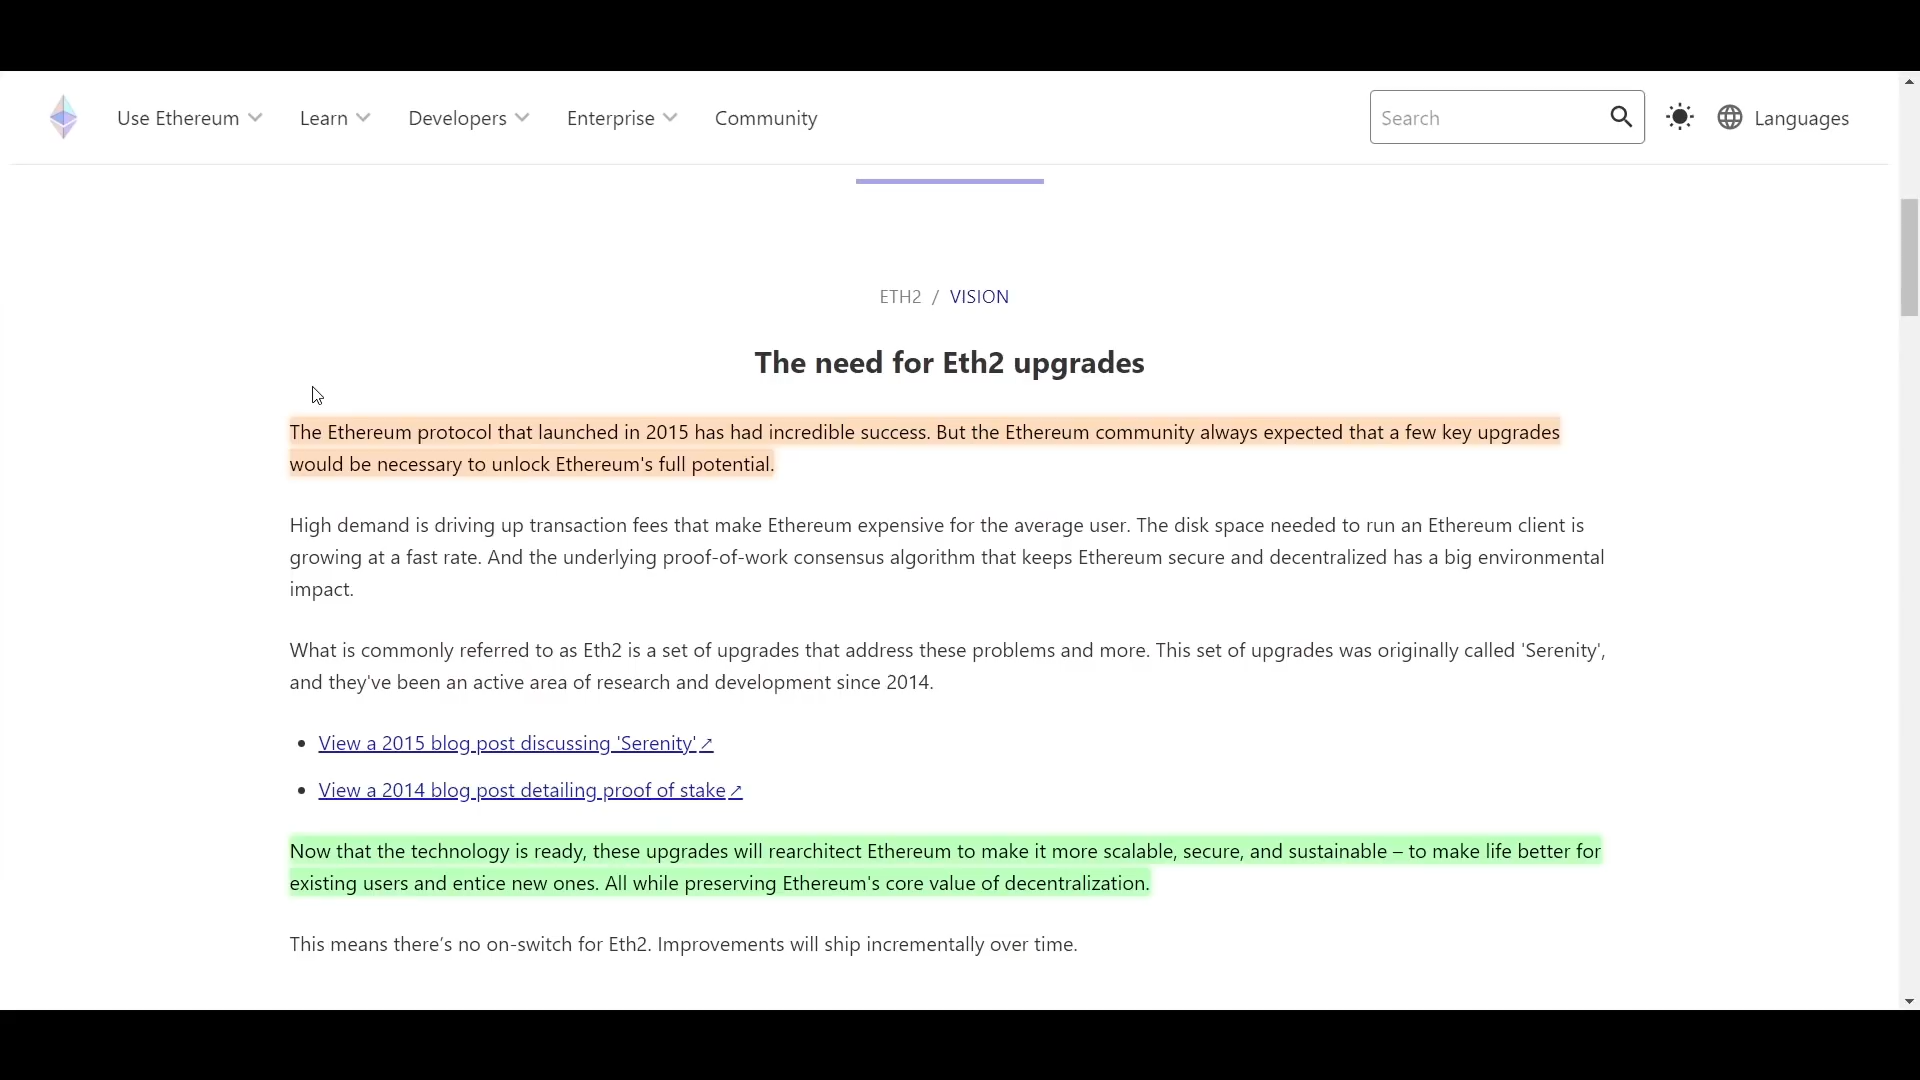 Use Ethereum Learn Developers Enterprise Community Search Languages
ETH2 / VISION
The need for Eth2 upgrades
The Ethereum protocol that launched in 2015 has had incredible success. But the Ethereum community always expected that a few key upgrades
would be necessary to unlock Ethereum's full potential.
High demand is driving up transaction fees that make Ethereum expensive for the average user. The disk space needed to run an Ethereum client is
growing at a fast rate. And the underlying proof-of-work consensus algorithm that keeps Ethereum secure and decentralized has a big environmental
impact.
What is commonly referred to as Eth2 is a set of upgrades that address these problems and more. This set of upgrades was originally called 'Serenity',
and they've been an active area of research and development since 2014.
• View a 2015 blog post discussing 'Serenity' ↗
• View a 2014 blog post detailing proof of stake ↗
Now that the technology is ready, these upgrades will rearchitect Ethereum to make it more scalable, secure, and sustainable – to make life better for
existing users and entice new ones. All while preserving Ethereum's core value of decentralization.
This means there’s no on-switch for Eth2. Improvements will ship incrementally over time.